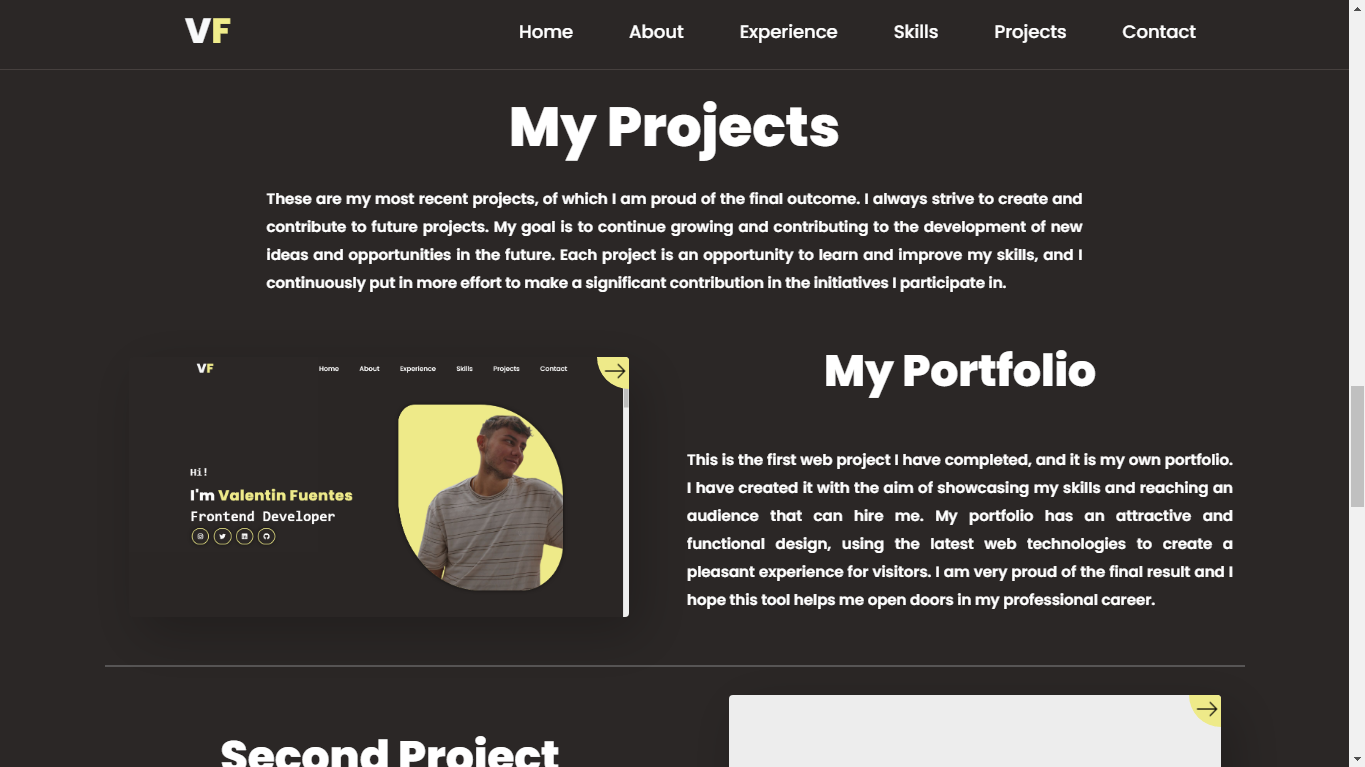 VF
Home About Experience Skills Projects Contact
My Projects
These are my most recent projects, of which I am proud of the final outcome. I always strive to create and
contribute to future projects. My goal is to continue growing and contributing to the development of new
ideas and opportunities in the future. Each project is an opportunity to learn and improve my skills, and I
continuously put in more effort to make a significant contribution in the initiatives I participate in.
VF
Home About Experience Skills Projects Contact
Hi!
I'm Valentin Fuentes
Frontend Developer
My Portfolio
This is the first web project I have completed, and it is my own portfolio.
I have created it with the aim of showcasing my skills and reaching an
audience that can hire me. My portfolio has an attractive and
functional design, using the latest web technologies to create a
pleasant experience for visitors. I am very proud of the final result and I
hope this tool helps me open doors in my professional career.
Second Project